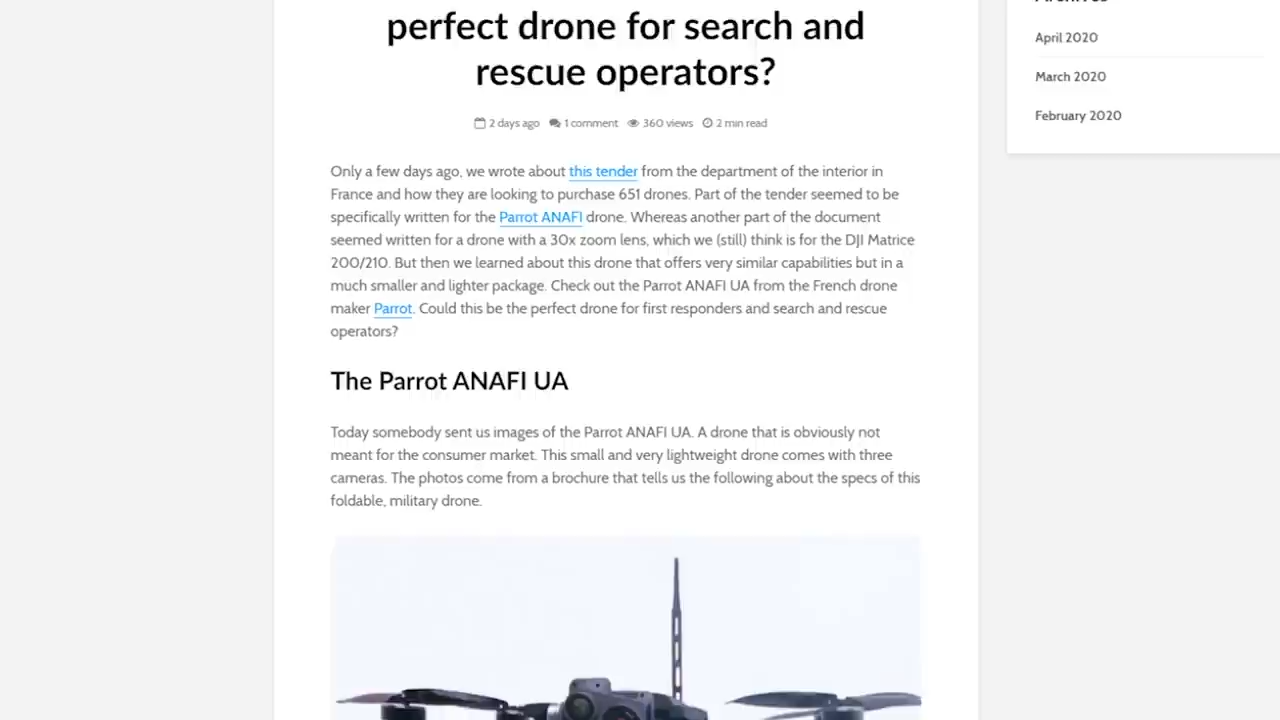 perfect drone for search and
rescue operators?
2 days ago 1 comment 360 views 2 min read
Only a few days ago, we wrote about this tender from the department of the interior in
France and how they are looking to purchase 651 drones. Part of the tender seemed to be
specifically written for the Parrot ANAFI drone. Whereas another part of the document
seemed written for a drone with a 30x zoom lens, which we (still) think is for the DJI Matrice
200/210. But then we learned about this drone that offers very similar capabilities but in a
much smaller and lighter package. Check out the Parrot ANAFI UA from the French drone
maker Parrot. Could this be the perfect drone for first responders and search and rescue
operators?
The Parrot ANAFI UA
Today somebody sent us images of the Parrot ANAFI UA. A drone that is obviously not
meant for the consumer market. This small and very lightweight drone comes with three
cameras. The photos come from a brochure that tells us the following about the specs of this
foldable, military drone.
April 2020
March 2020
February 2020